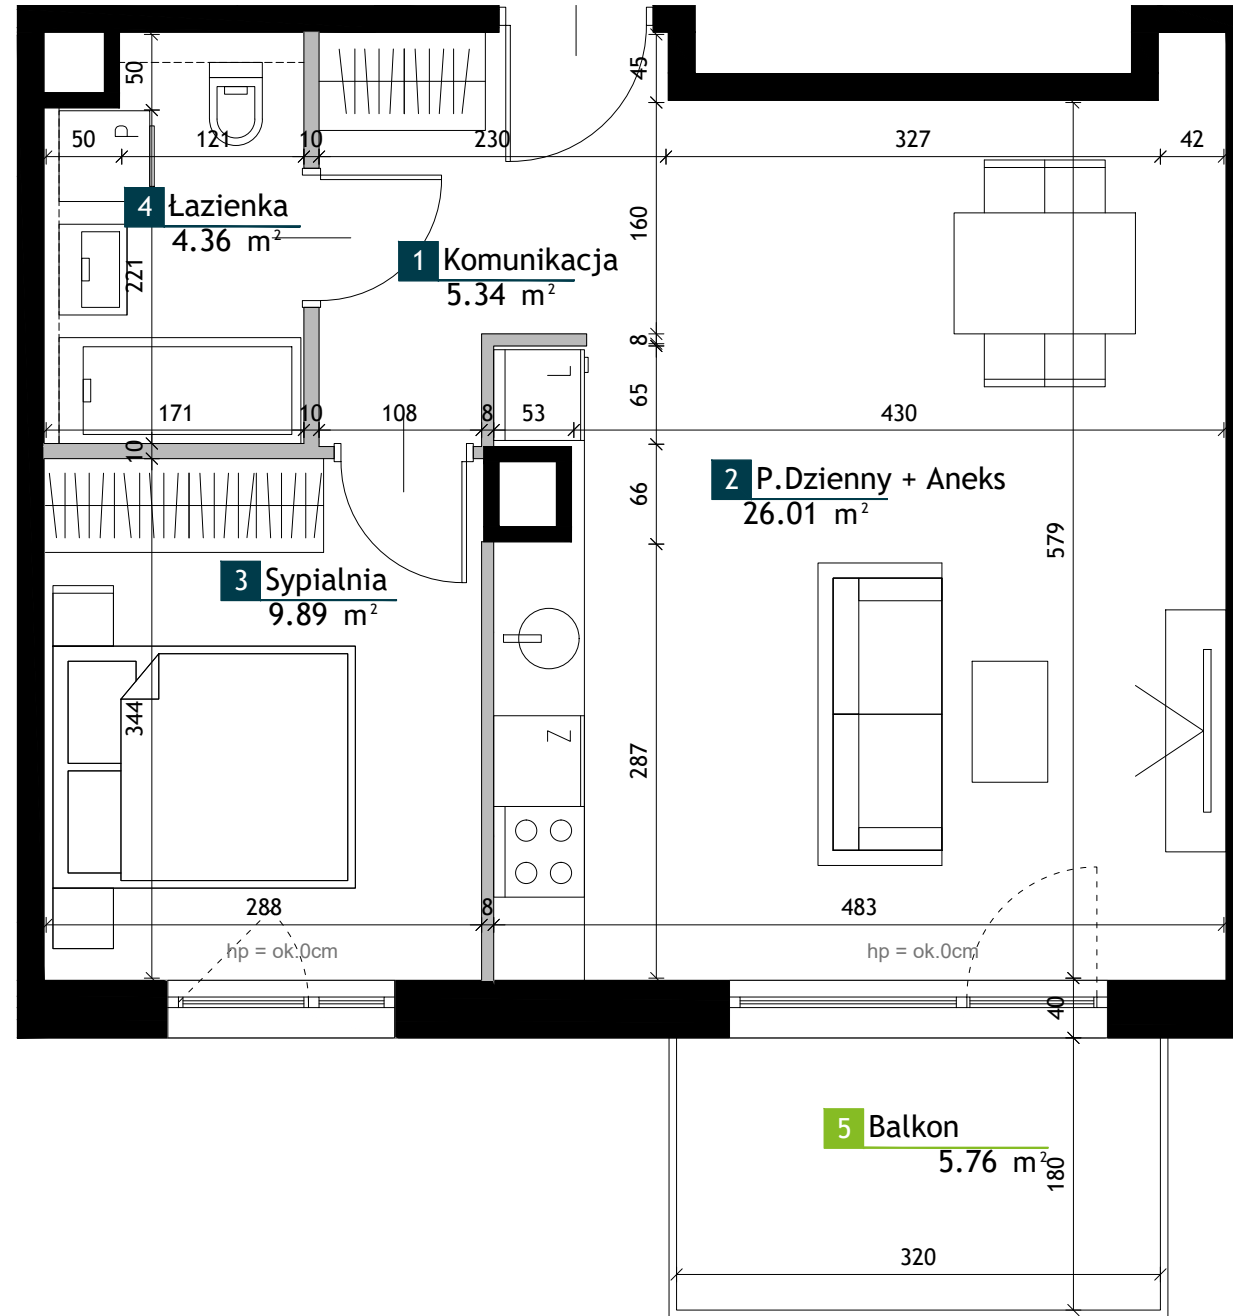 50
45
50
P
121
10
230
327
42
4 Łazienka
4.36 m²
160
1 Komunikacja
5.34 m²
221
8
L
65
171
10
108
8
53
430
10
66
2 P.Dzienny + Aneks
26.01 m²
579
3 Sypialnia
9.89 m²
344
Z
287
288
8
483
hp = ok.0cm
hp = ok.0cm
40
5 Balkon
5.76 m²
180
320